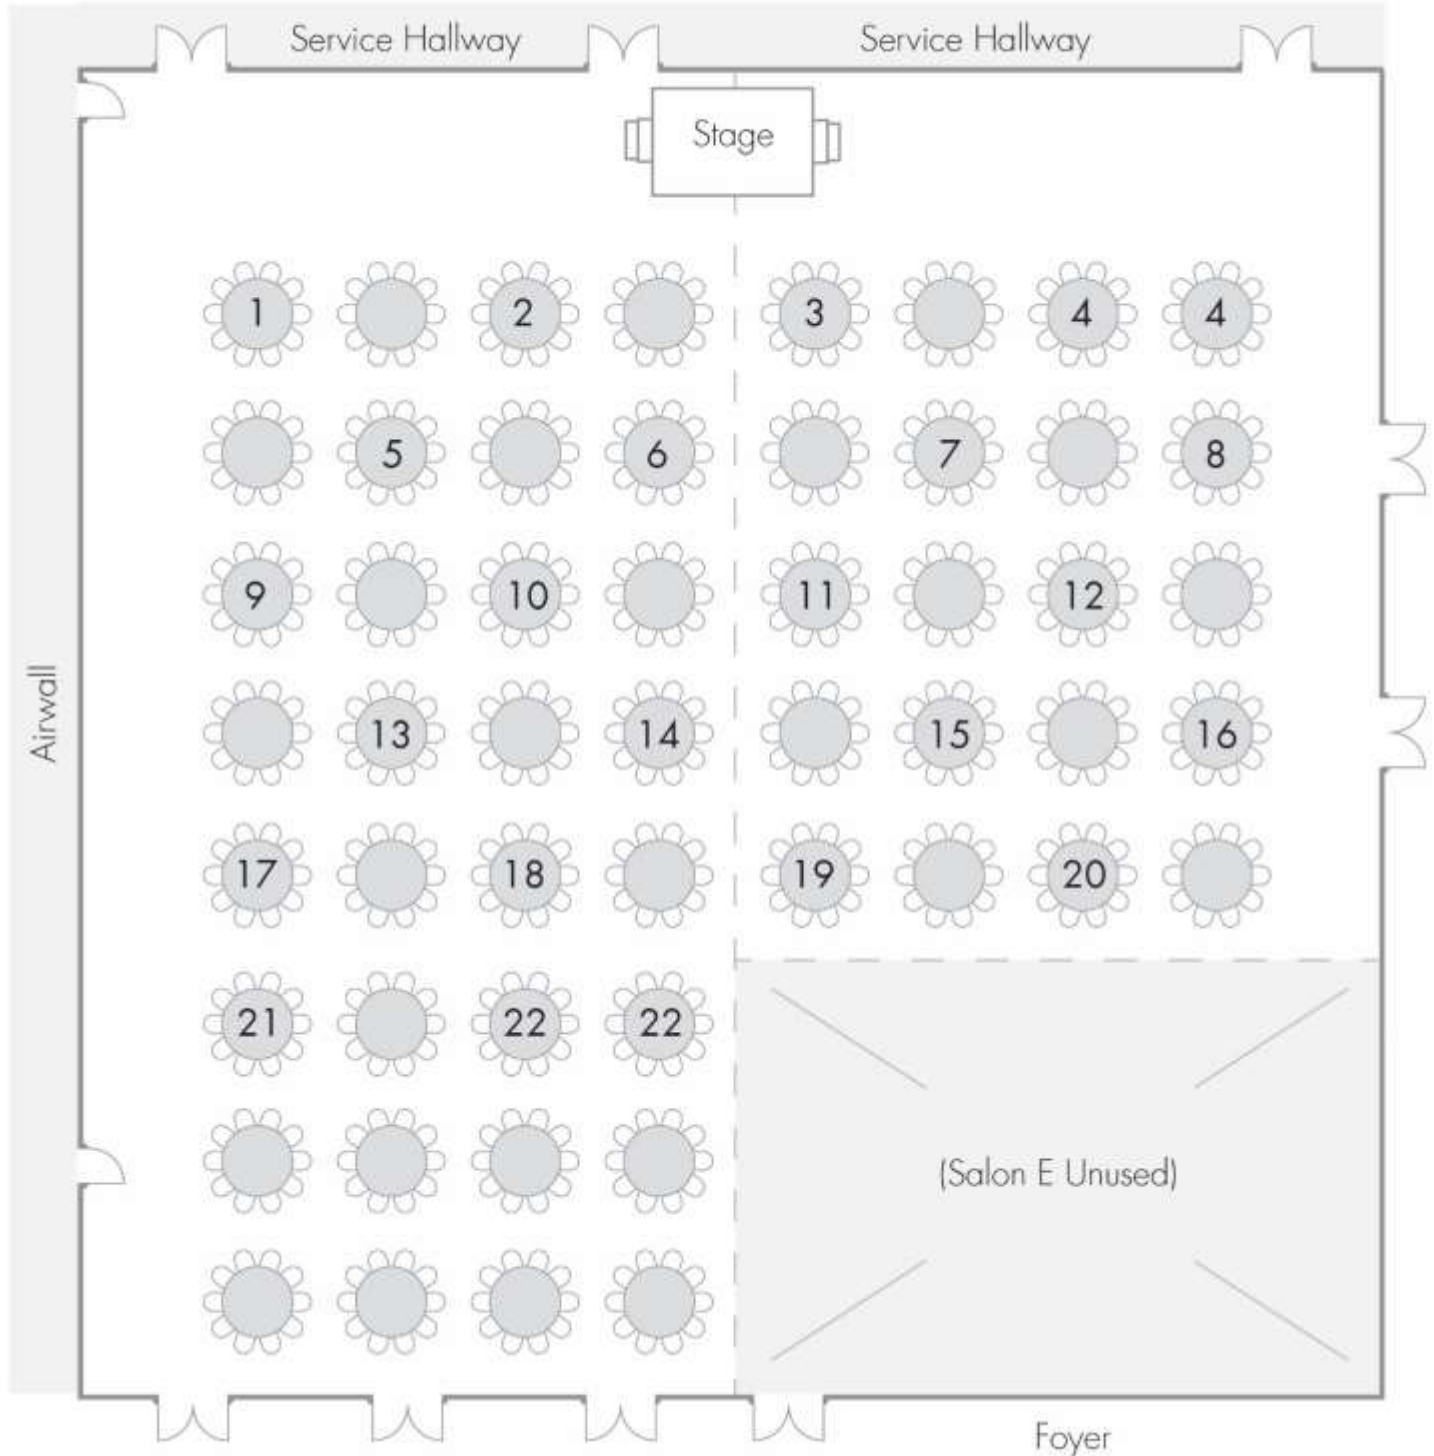 Service Hallway
Service Hallway
Stage
1 2 3 4 4
5 6 7 8
9 10 11 12
Airwall
13 14 15 16
17 18 19 20
21 22 22
(Salon E Unused)
Foyer